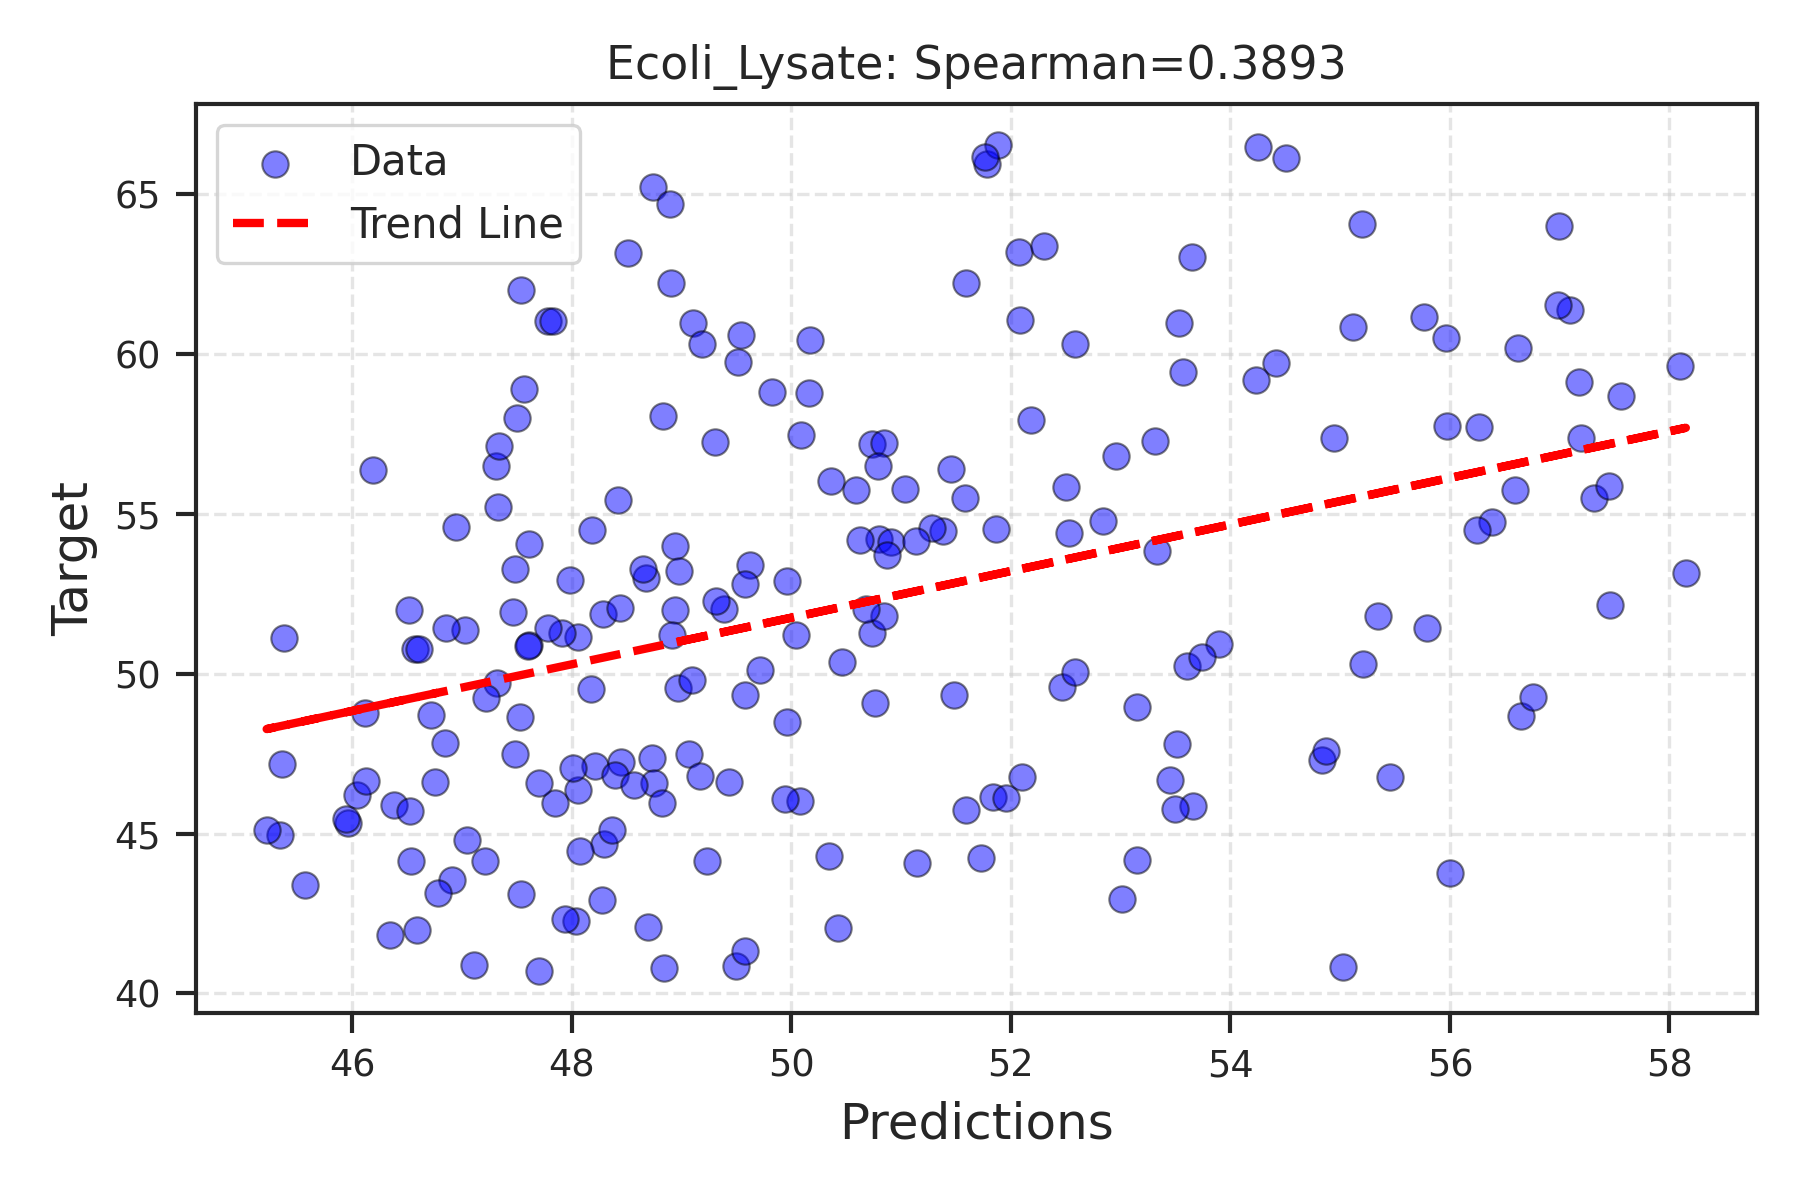 Ecoli_Lysate: Spearman=0.3893
Data
Trend Line
Target
65
60
55
50
45
40
46 48 50 52 54 56 58
Predictions